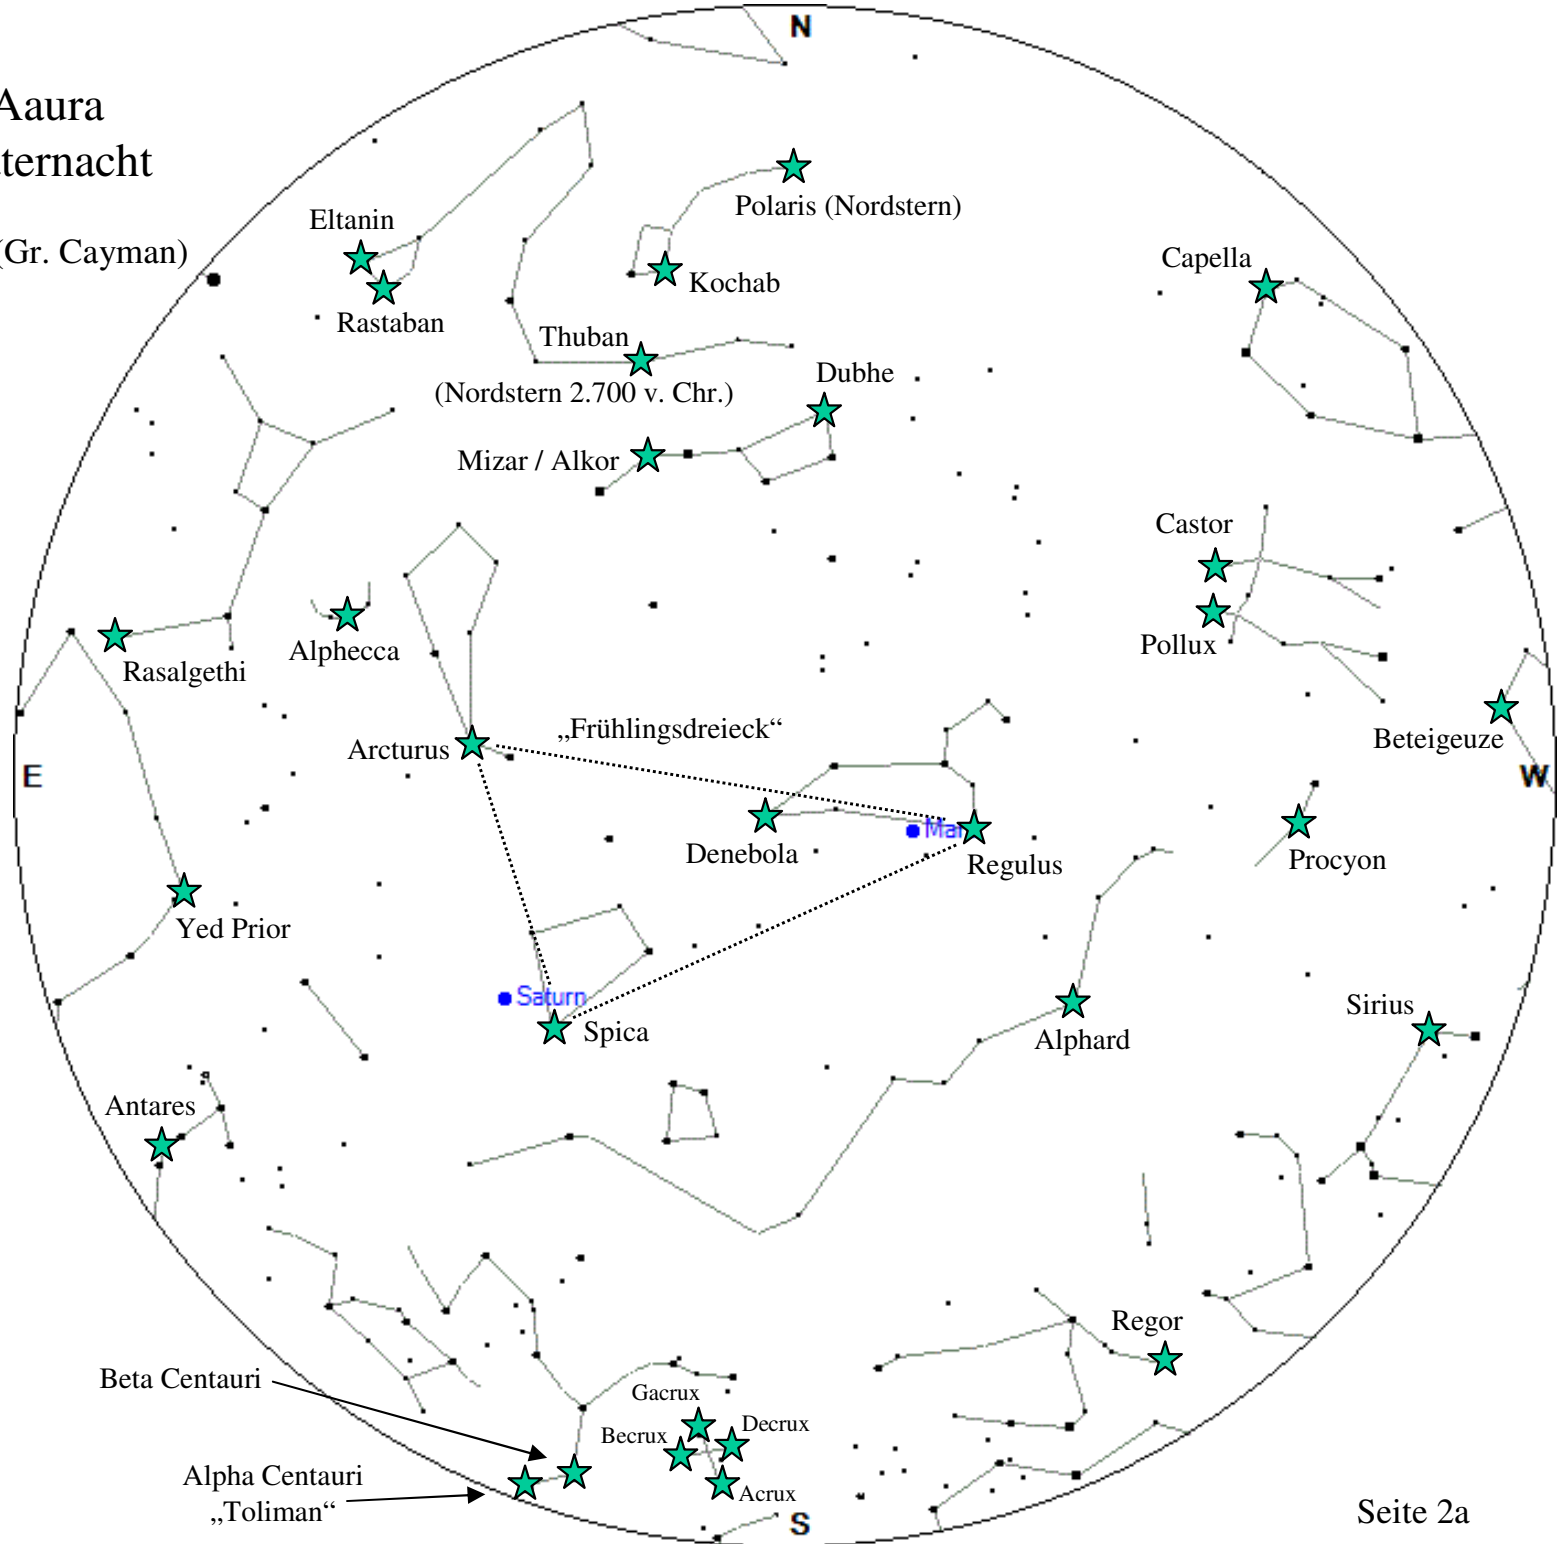 N
Aaura
ternacht
(Gr. Cayman)
Polaris (Nordstern)
Eltanin
Capella
Kochab
Rastaban
Thuban
(Nordstern 2.700 v. Chr.)
Dubhe
Mizar / Alkor
Castor
Alphecca
Pollux
Rasalgethi
„Frühlingsdreieck“
Arcturus
Beteigeuze
E
W
Denebola
Regulus
Procyon
Yed Prior
Saturn
Spica
Alphard
Sirius
Antares
Regor
Beta Centauri
Gacrux
Becrux
Decrux
Alpha Centauri
„Toliman“
Acrux
S
Seite 2a